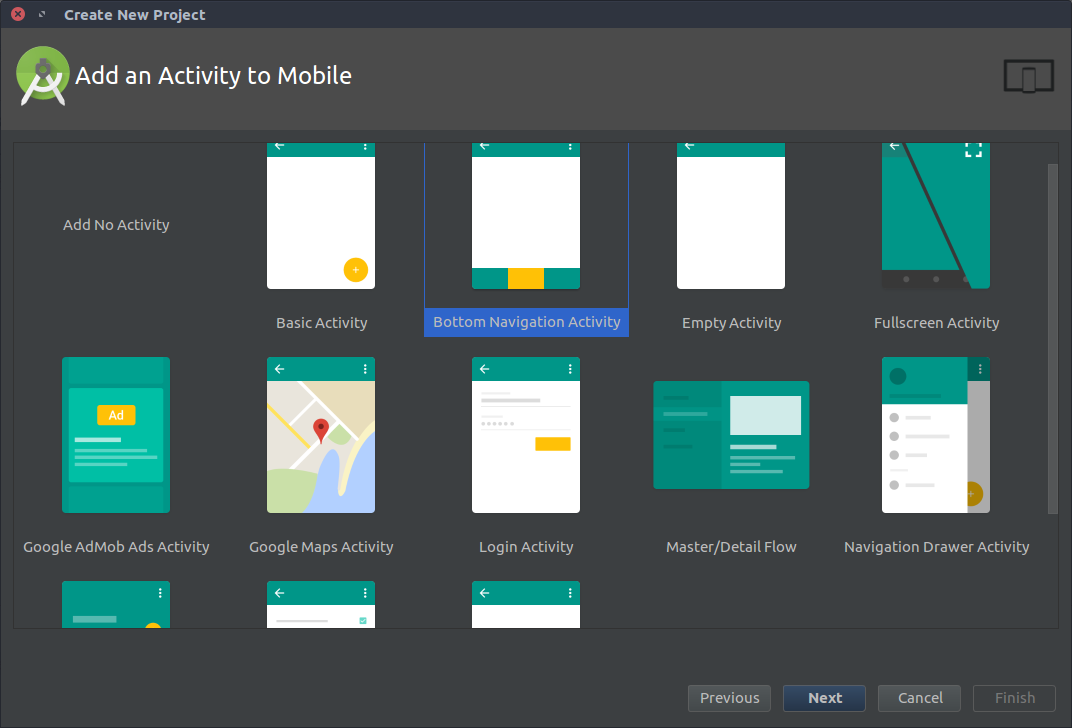 Create New Project
Add an Activity to Mobile
Add No Activity
Basic Activity
Bottom Navigation Activity
Empty Activity
Fullscreen Activity
Ad
Google AdMob Ads Activity
Google Maps Activity
Login Activity
Master/Detail Flow
Navigation Drawer Activity
Previous
Next
Cancel
Finish